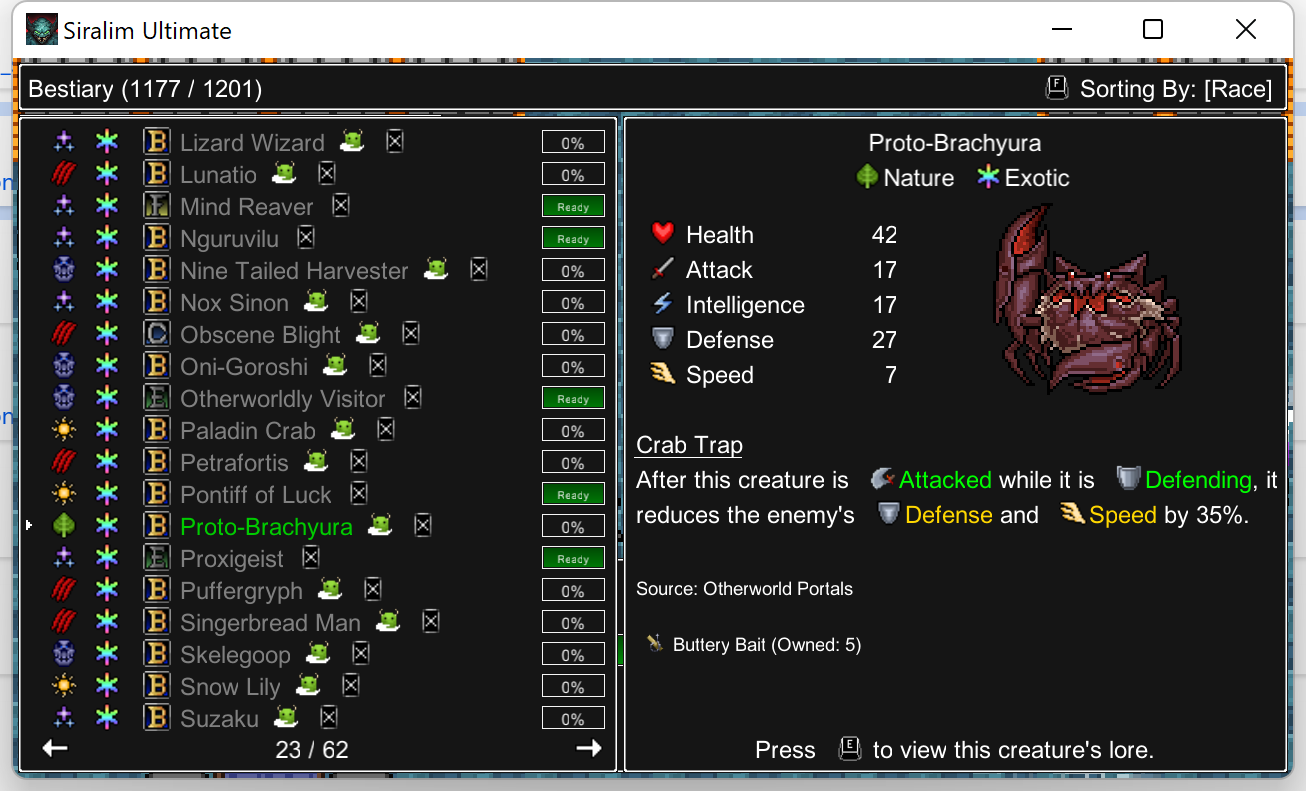 Siralim Ultimate
Bestiary (1177 / 1201)
F Sorting By: [Race]
B Lizard Wizard 0%
B Lunatio 0%
F Mind Reaver Ready
B Nguruvilu Ready
B Nine Tailed Harvester 0%
B Nox Sinon 0%
C Obscene Blight 0%
B Oni-Goroshi 0%
E Otherworldly Visitor Ready
B Paladin Crab 0%
B Petrafortis 0%
B Pontiff of Luck Ready
B Proto-Brachyura 0%
E Proxigeist Ready
B Puffergryph 0%
B Singerbread Man 0%
B Skelegoop 0%
B Snow Lily 0%
B Suzaku 0%
23 / 62
Proto-Brachyura
Nature Exotic
Health 42
Attack 17
Intelligence 17
Defense 27
Speed 7
Crab Trap
After this creature is Attacked while it is Defending, it
reduces the enemy's Defense and Speed by 35%.
Source: Otherworld Portals
Buttery Bait (Owned: 5)
Press E to view this creature's lore.